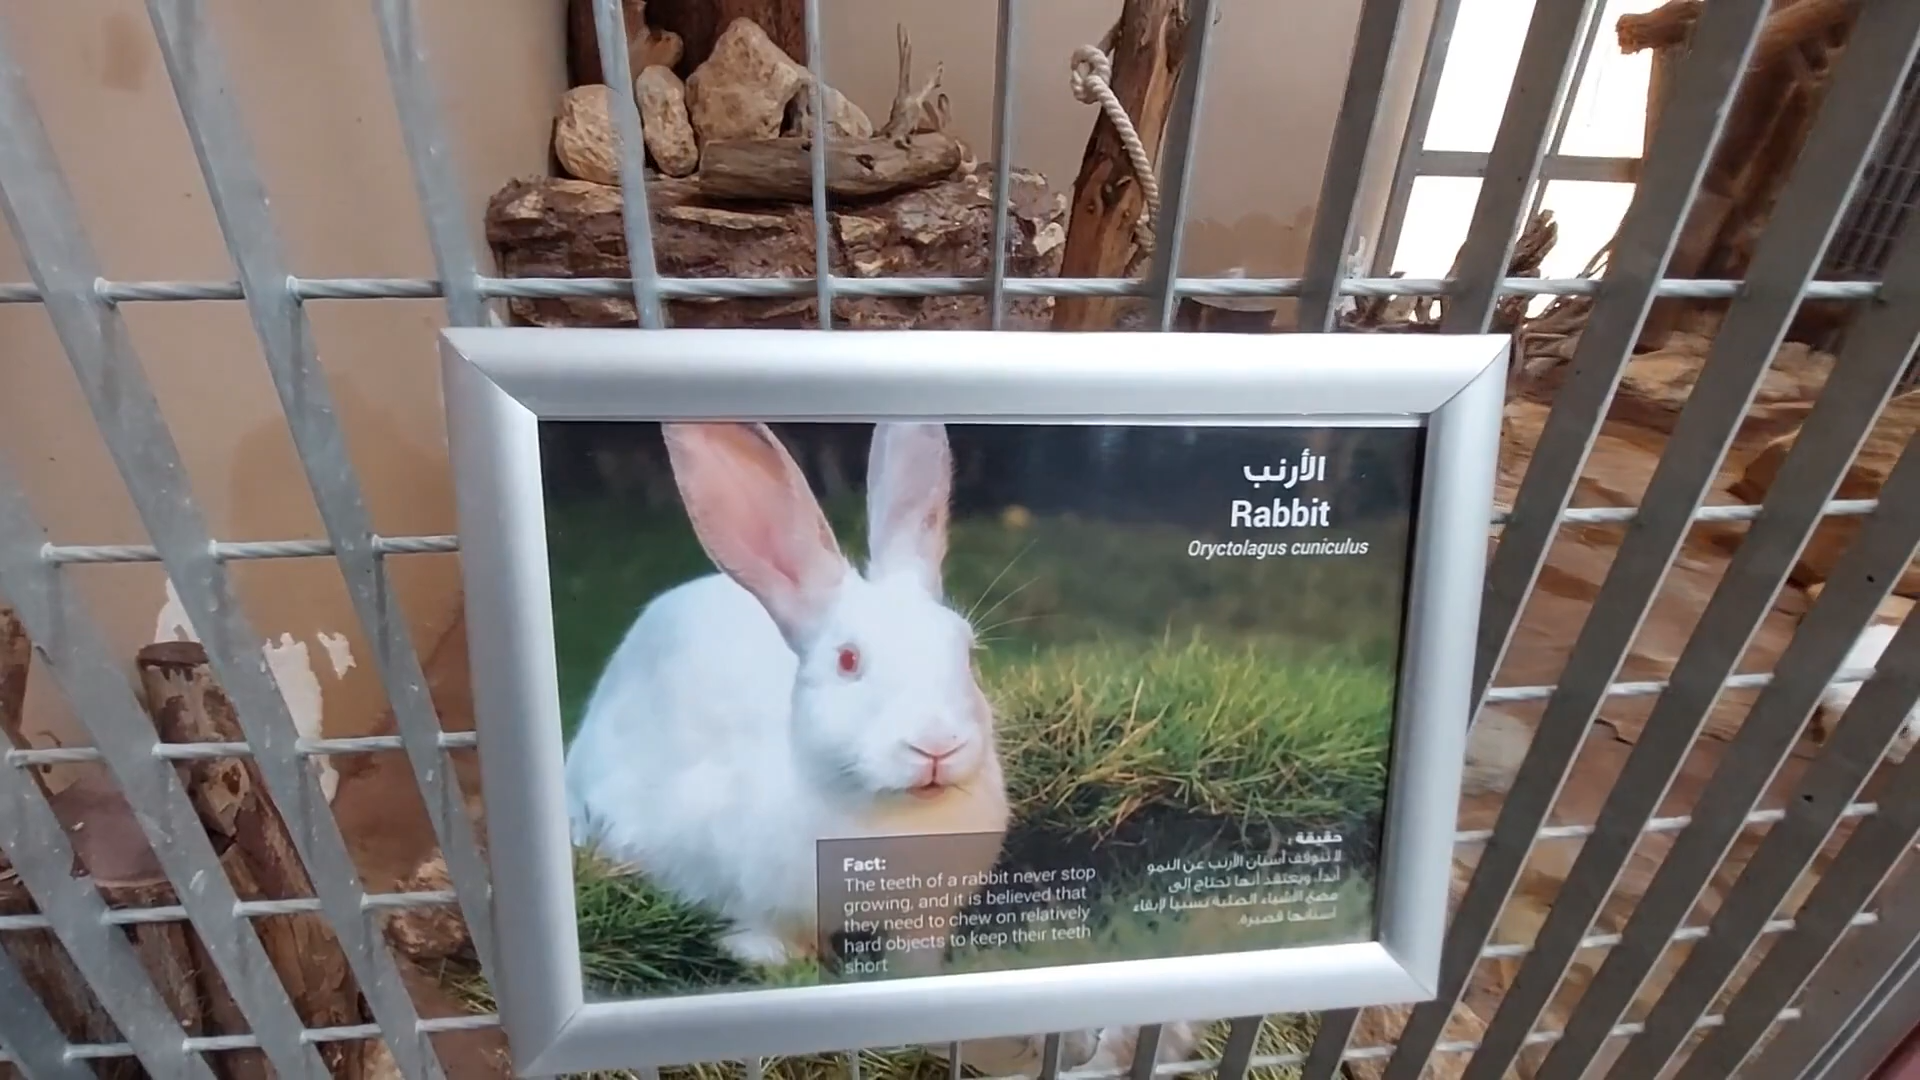 الأرنب
Rabbit
Oryctolagus cuniculus
Fact:
The teeth of a rabbit never stop
growing, and it is believed that
they need to chew on relatively
hard objects to keep their teeth
short
حقيقة :
لا تتوقف أسنان الأرنب عن النمو
أبدا، ويعتقد أنها تحتاج إلى
مضغ الأشياء الصلبة نسبيا لإبقاء
أسنانها قصيرة.